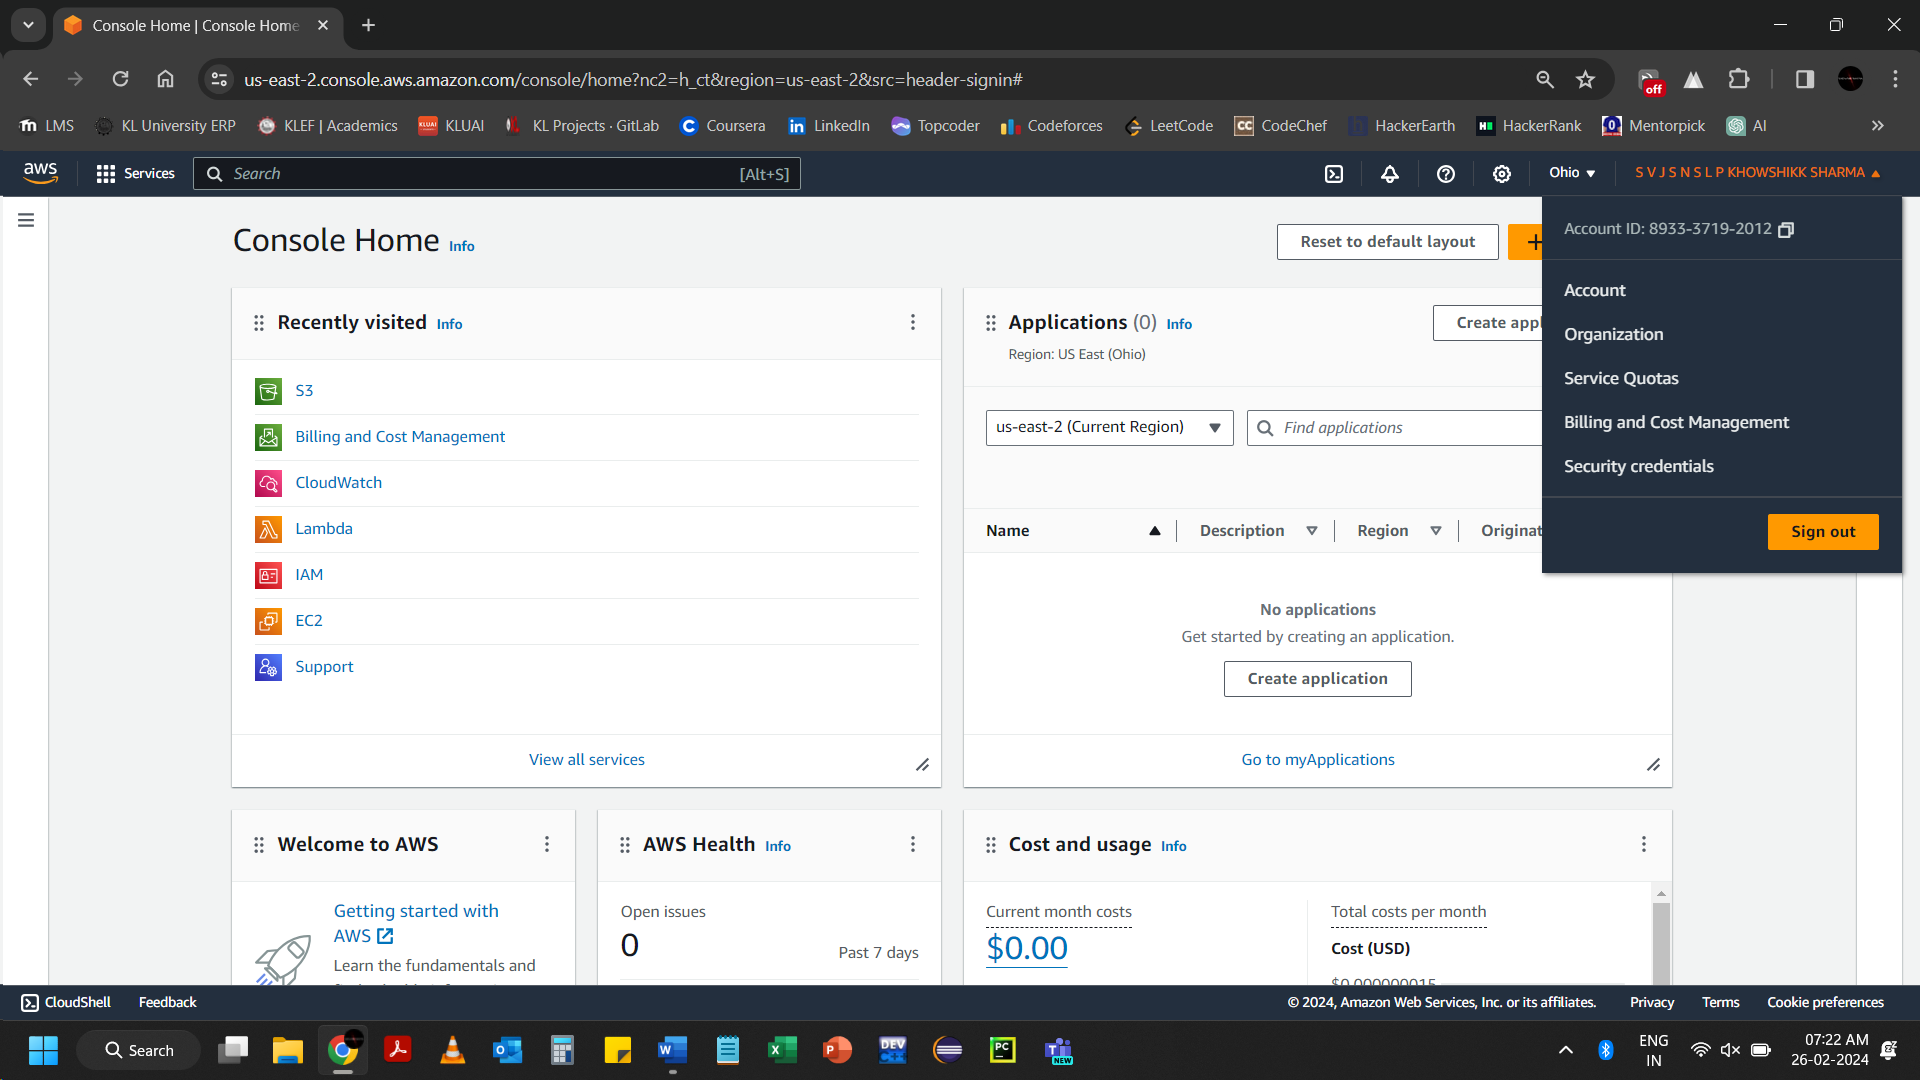 Console Home | Console Home
us-east-2.console.aws.amazon.com/console/home?nc2=h_ct&region=us-east-2&src=header-signin#
off
LMS KL University ERP KLEF | Academics KLUAI KL Projects · GitLab Coursera LinkedIn Topcoder Codeforces LeetCode CodeChef HackerEarth HackerRank Mentorpick AI
aws Services Search [Alt+S] Ohio S V J S N S L P KHOWSHIKK SHARMA
Account ID: 8933-3719-2012
Account
Organization
Service Quotas
Billing and Cost Management
Security credentials
Sign out
Console Home Info
Reset to default layout
Recently visited Info
S3
Billing and Cost Management
CloudWatch
Lambda
IAM
EC2
Support
View all services
Applications (0) Info
Create appl
Region: US East (Ohio)
us-east-2 (Current Region) Find applications
Name Description Region Originat
No applications
Get started by creating an application.
Create application
Go to myApplications
Welcome to AWS
Getting started with
AWS
Learn the fundamentals and
AWS Health Info
Open issues
0 Past 7 days
Cost and usage Info
Current month costs
$0.00
Total costs per month
Cost (USD)
$0.000000015
CloudShell Feedback © 2024, Amazon Web Services, Inc. or its affiliates. Privacy Terms Cookie preferences
Search
ENG
IN
07:22 AM
26-02-2024